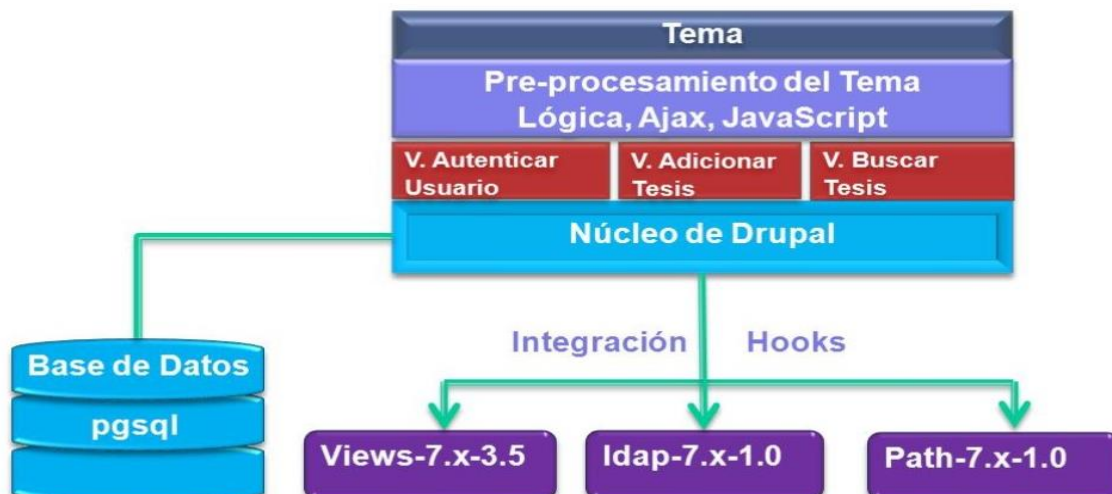 Tema
Pre-procesamiento del Tema
Lógica, Ajax, JavaScript
V. Autenticar
Usuario
V. Adicionar
Tesis
V. Buscar
Tesis
Núcleo de Drupal
Integración
Hooks
Base de Datos
pgsql
Views-7.x-3.5
ldap-7.x-1.0
Path-7.x-1.0